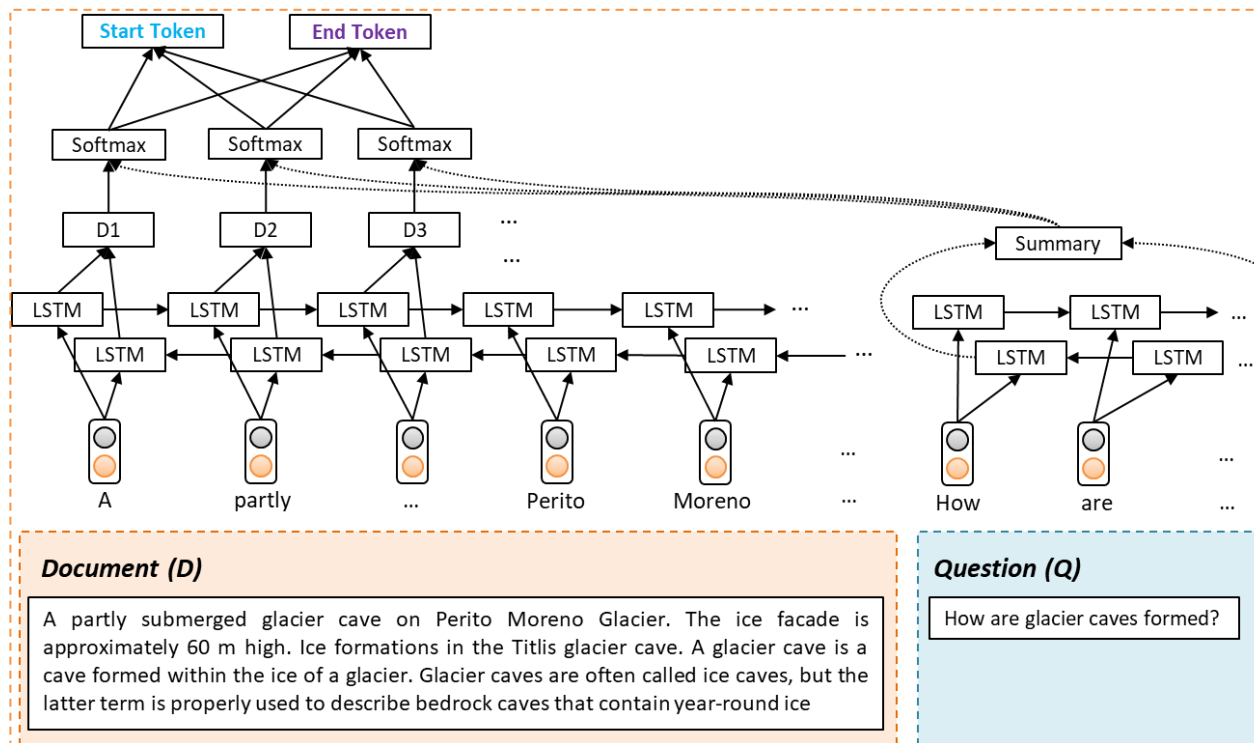 Start Token End Token
Softmax Softmax Softmax
D1 D2 D3 ...
Summary
...
LSTM LSTM LSTM LSTM LSTM ... LSTM LSTM ...
LSTM LSTM LSTM LSTM LSTM ... LSTM LSTM ...
... ...
A partly ... Perito Moreno ... How are ...
Document (D)
A partly submerged glacier cave on Perito Moreno Glacier. The ice facade is
approximately 60 m high. Ice formations in the Titlis glacier cave. A glacier cave is a
cave formed within the ice of a glacier. Glacier caves are often called ice caves, but the
latter term is properly used to describe bedrock caves that contain year-round ice
Question (Q)
How are glacier caves formed?